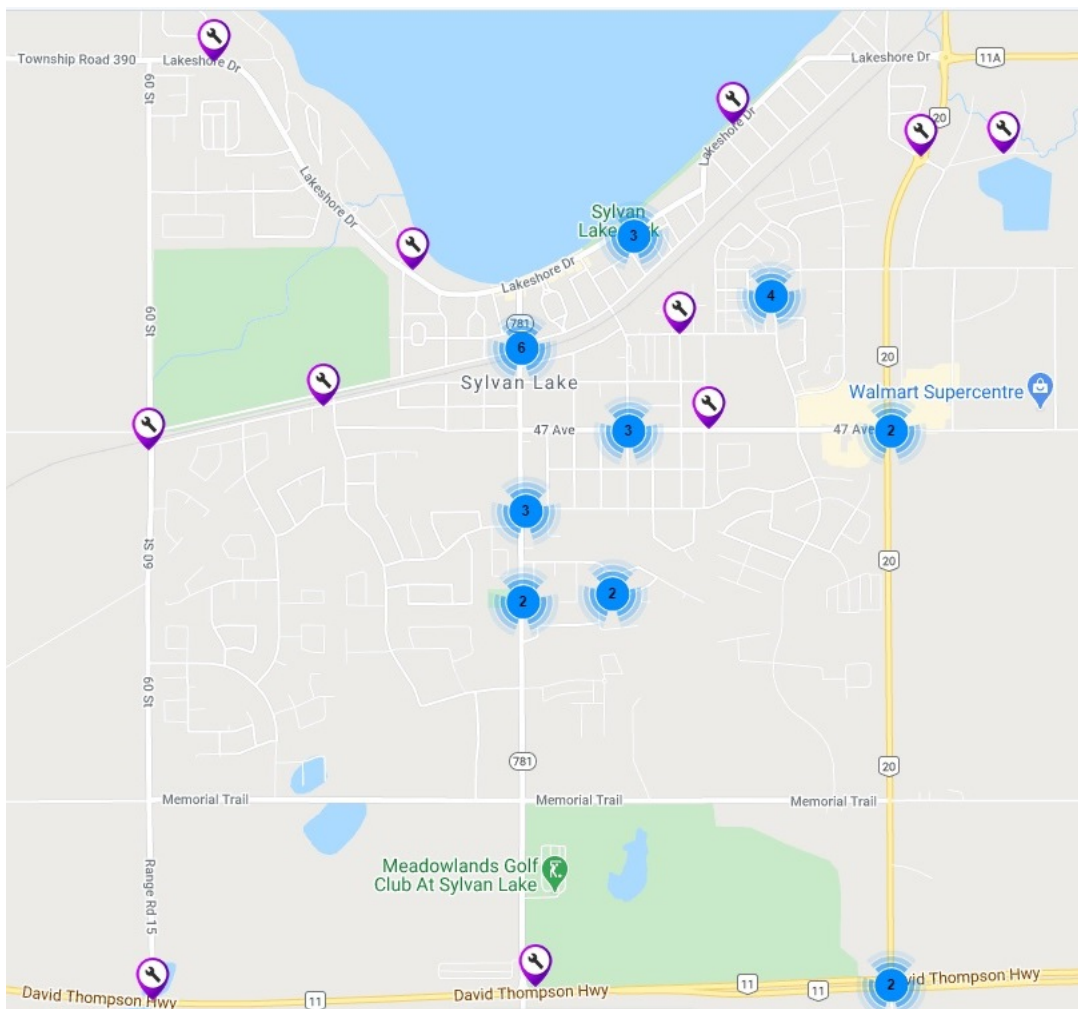 Township Road 390
Lakeshore Dr
Lakeshore Dr
11A
60 St
20
Lakeshore Dr
Lakeshore Dr
Sylvan
3
Lakeshore Dr
4
60 St
781
6
20
Sylvan Lake
Walmart Supercentre
47 Ave
3
47 Ave
2
3
60 St
20
2
2
60 St
781
20
Memorial Trail
Memorial Trail
Memorial Trail
Meadowlands Golf
Club At Sylvan Lake
Range Rd 15
David Thompson Hwy
11
David Thompson Hwy
11
11
2
Thompson Hwy